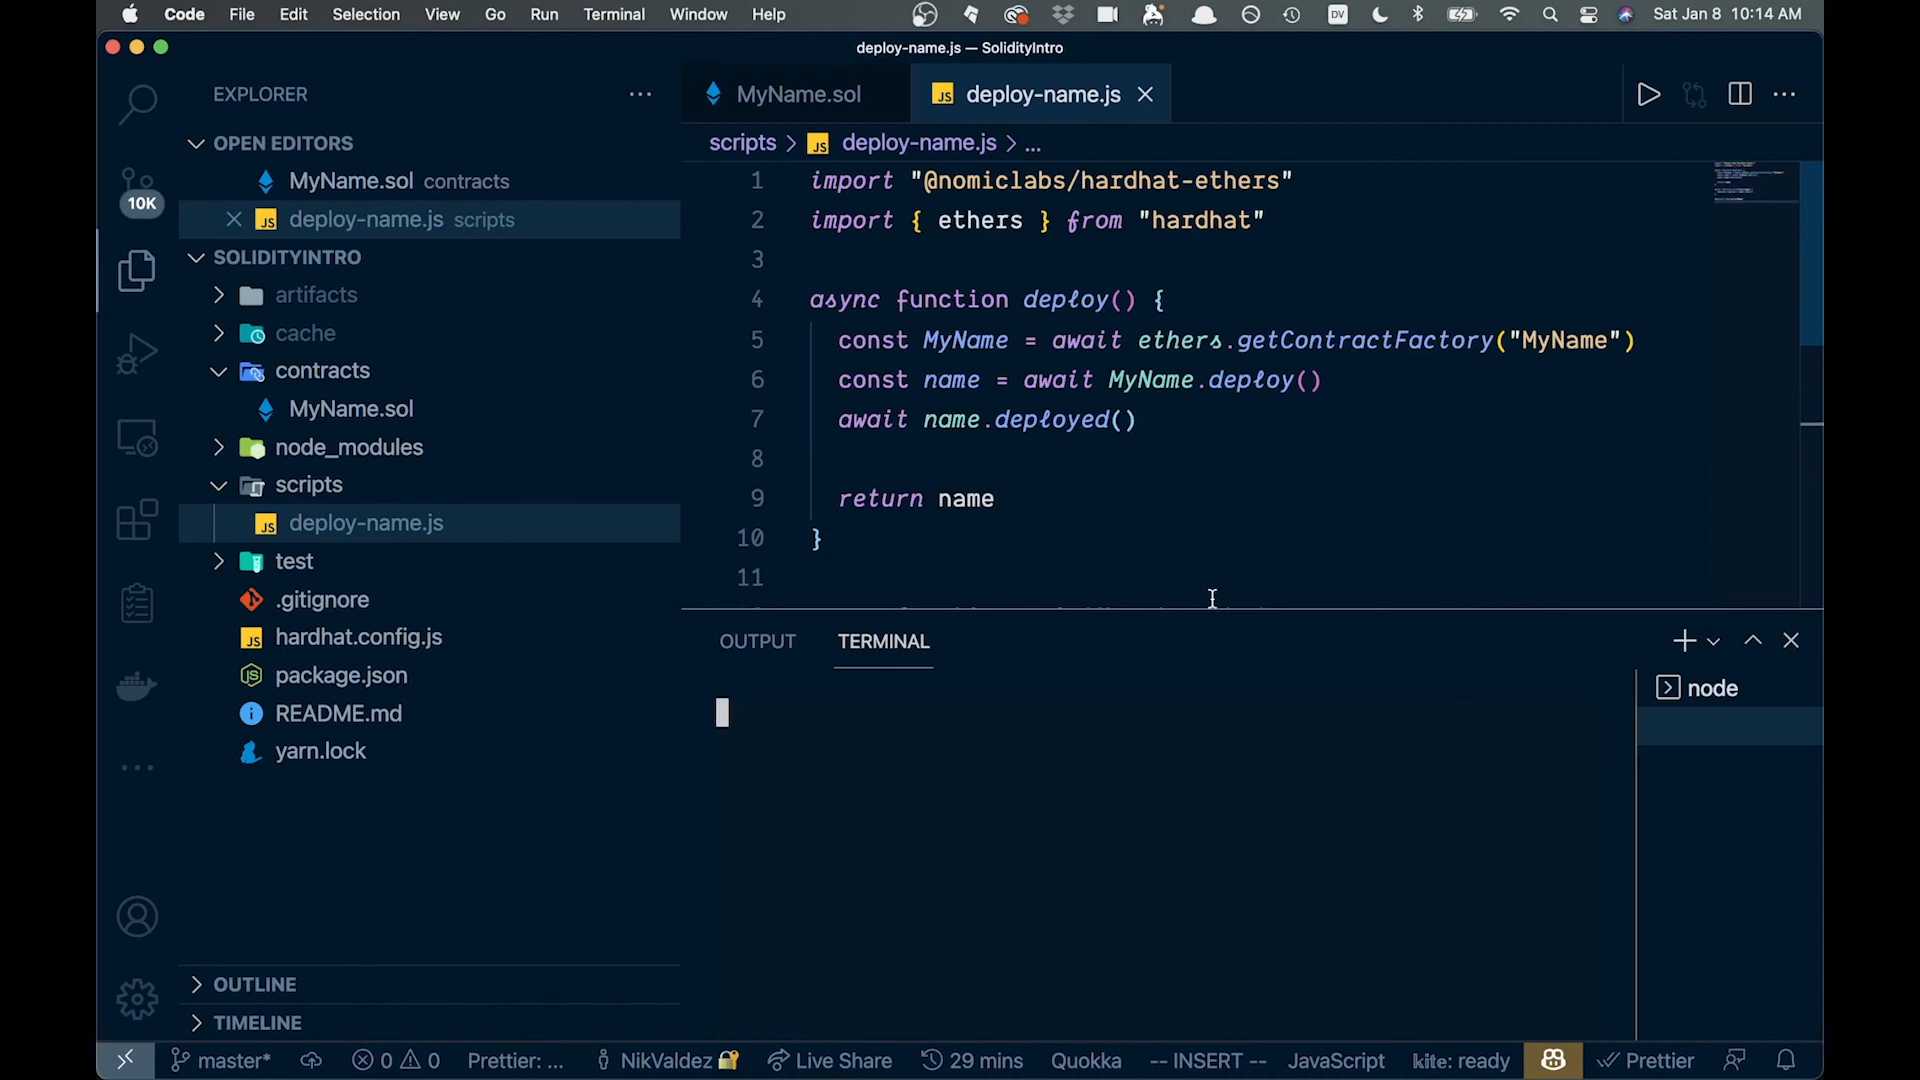 Code File Edit Selection View Go Run Terminal Window Help DV Sat Jan 8 10:14 AM
deploy-name.js — SolidityIntro
EXPLORER
OPEN EDITORS
MyName.sol contracts
10K
deploy-name.js scripts
SOLIDITYINTRO
artifacts
cache
contracts
MyName.sol
node_modules
scripts
deploy-name.js
test
.gitignore
hardhat.config.js
package.json
README.md
yarn.lock
OUTLINE
TIMELINE
MyName.sol JS deploy-name.js
scripts > JS deploy-name.js > ...
1 import "@nomiclabs/hardhat-ethers"
2 import { ethers } from "hardhat"
3
4 async function deploy() {
5 const MyName = await ethers.getContractFactory("MyName")
6 const name = await MyName.deploy()
7 await name.deployed()
8
9 return name
10 }
11
OUTPUT TERMINAL
node
master* 0 0 Prettier: ... NikValdez Live Share 29 mins Quokka -- INSERT -- JavaScript kite: ready Prettier